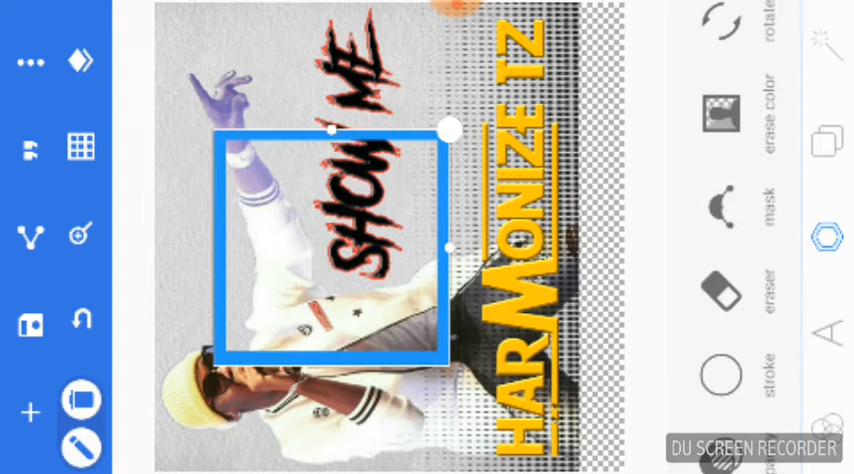 SHOW ME
HARMONIZE TZ
rotate
erase color
mask
eraser
stroke
DU SCREEN RECORDER